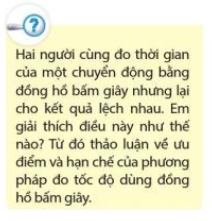 Hai người cùng đo thời gian
của một chuyển động bằng
đồng hồ bấm giây nhưng lại
cho kết quả lệch nhau. Em
giải thích điều này như thế
nào? Từ đó thảo luận về ưu
điểm và hạn chế của phương
pháp đo tốc độ dùng đồng
hồ bấm giây.